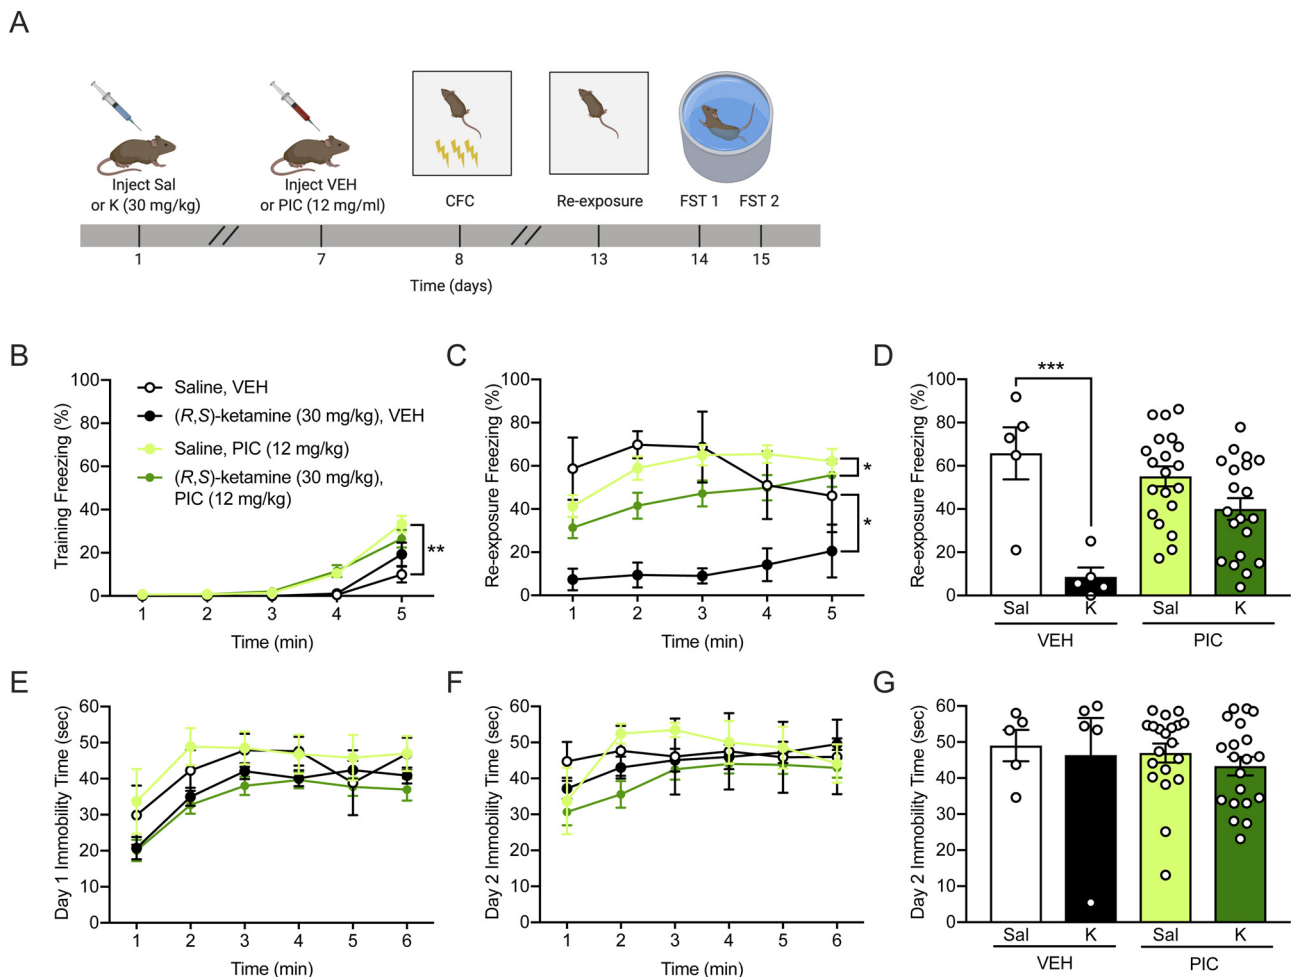 A
Inject Sal
or K (30 mg/kg)
Inject VEH
or PIC (12 mg/ml)
CFC
Re-exposure
FST 1
FST 2
1
7
8
13
14
15
Time (days)
B
Training Freezing (%)
100
80
60
40
20
0
1 2 3 4 5
Time (min)
Saline, VEH
(R,S)-ketamine (30 mg/kg), VEH
Saline, PIC (12 mg/kg)
(R,S)-ketamine (30 mg/kg),
PIC (12 mg/kg)
**
C
Re-exposure Freezing (%)
100
80
60
40
20
0
1 2 3 4 5
Time (min)
*
*
D
Re-exposure Freezing (%)
100
80
60
40
20
0
***
Sal K Sal K
VEH PIC
E
Day 1 Immobility Time (sec)
60
50
40
30
20
10
0
1 2 3 4 5 6
Time (min)
F
Day 2 Immobility Time (sec)
60
50
40
30
20
10
0
1 2 3 4 5 6
Time (min)
G
Day 2 Immobility Time (sec)
60
50
40
30
20
10
0
Sal K Sal K
VEH PIC